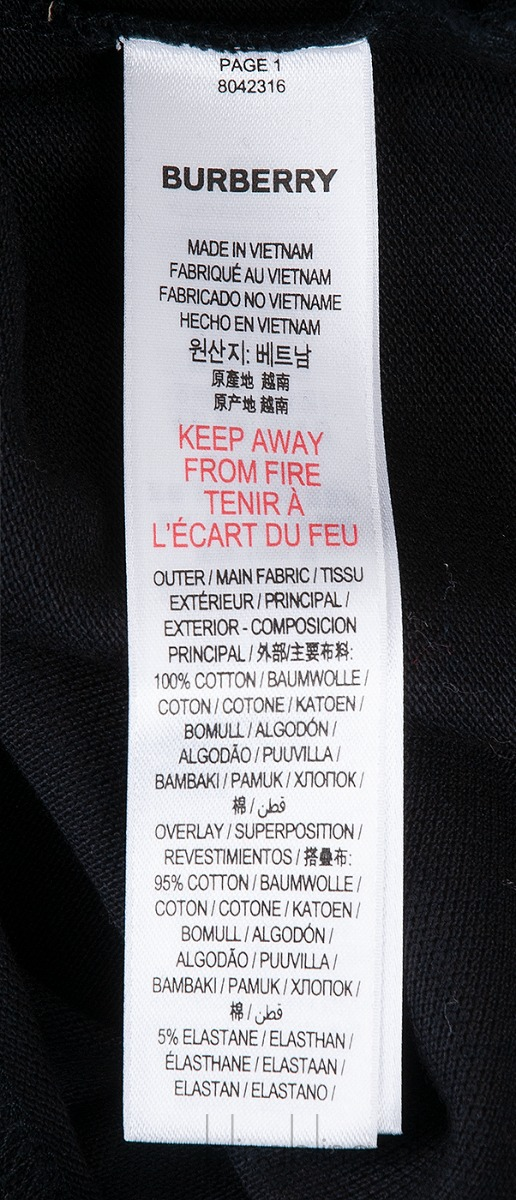 PAGE 1
8042316
BURBERRY
MADE IN VIETNAM
FABRIQUÉ AU VIETNAM
FABRICADO NO VIETNAME
HECHO EN VIETNAM
원산지: 베트남
原產地 越南
原产地 越南
KEEP AWAY
FROM FIRE
TENIR À
L'ÉCART DU FEU
OUTER / MAIN FABRIC / TISSU
EXTÉRIEUR / PRINCIPAL /
EXTERIOR - COMPOSICION
PRINCIPAL / 外部/主要布料:
100% COTTON / BAUMWOLLE /
COTON / COTONE / KATOEN /
BOMULL / ALGODÓN /
ALGODÃO / PUUVILLA /
BAMBAKI / PAMUK / ХЛОПОК /
棉 / قطن /
OVERLAY / SUPERPOSITION /
REVESTIMIENTOS / 搭疊布:
95% COTTON / BAUMWOLLE /
COTON / COTONE / KATOEN /
BOMULL / ALGODÓN /
ALGODÃO / PUUVILLA /
BAMBAKI / PAMUK / ХЛОПОК /
棉 / قطن
5% ELASTANE / ELASTHAN /
ÉLASTHANE / ELASTAAN /
ELASTAN / ELASTANO /